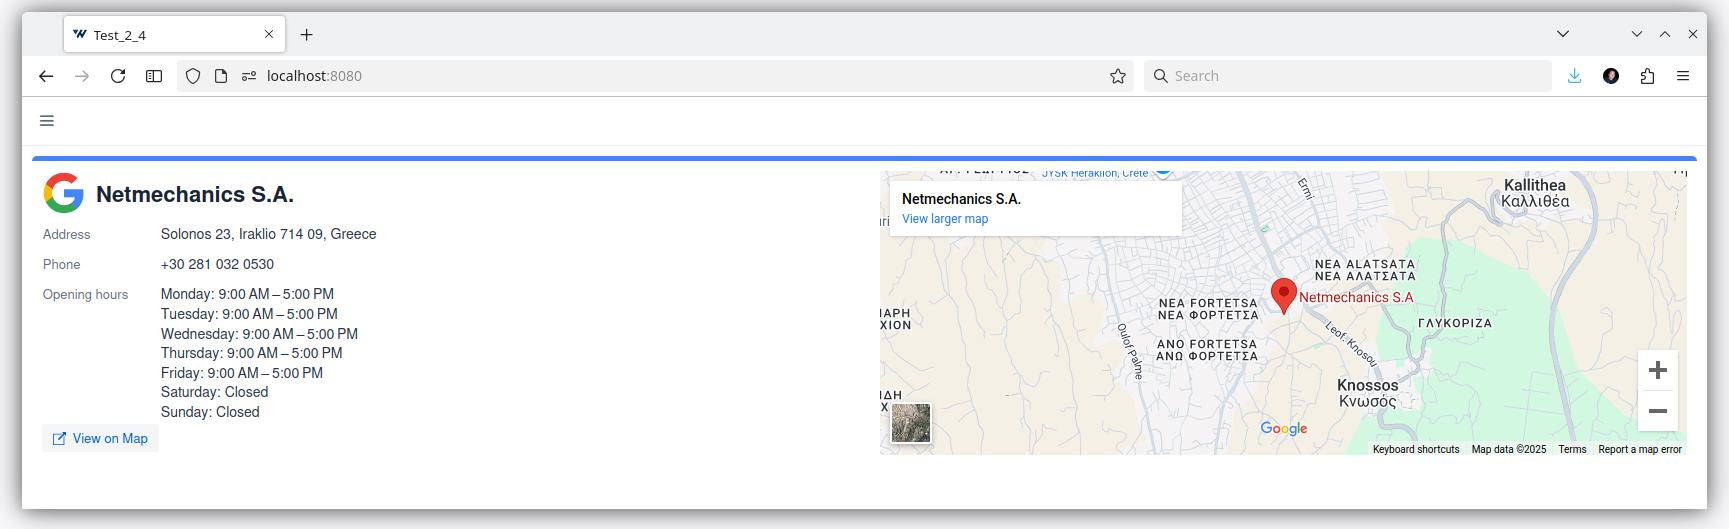 Test_2_4
localhost:8080
Search
Netmechanics S.A.
Address
Solonos 23, Iraklio 714 09, Greece
Phone
+30 281 032 0530
Opening hours
Monday: 9:00 AM – 5:00 PM
Tuesday: 9:00 AM – 5:00 PM
Wednesday: 9:00 AM – 5:00 PM
Thursday: 9:00 AM – 5:00 PM
Friday: 9:00 AM – 5:00 PM
Saturday: Closed
Sunday: Closed
View on Map
JYSK Heraklion, Crete
Netmechanics S.A.
View larger map
Ermi
Kallithea
Καλλιθέα
NEA ALATSATA
ΝΕΑ ΑΛΑΤΣΑΤΑ
Netmechanics S.A
NEA FORTETSA
ΝΕΑ ΦΟΡΤΕΤΣΑ
ΓΛΥΚΟΡΙΖΑ
Oulof Palme
Leof. Knosou
ANO FORTETSA
ΑΝΩ ΦΟΡΤΕΤΣΑ
Knossos
Κνωσός
Google
Keyboard shortcuts
Map data ©2025
Terms
Report a map error